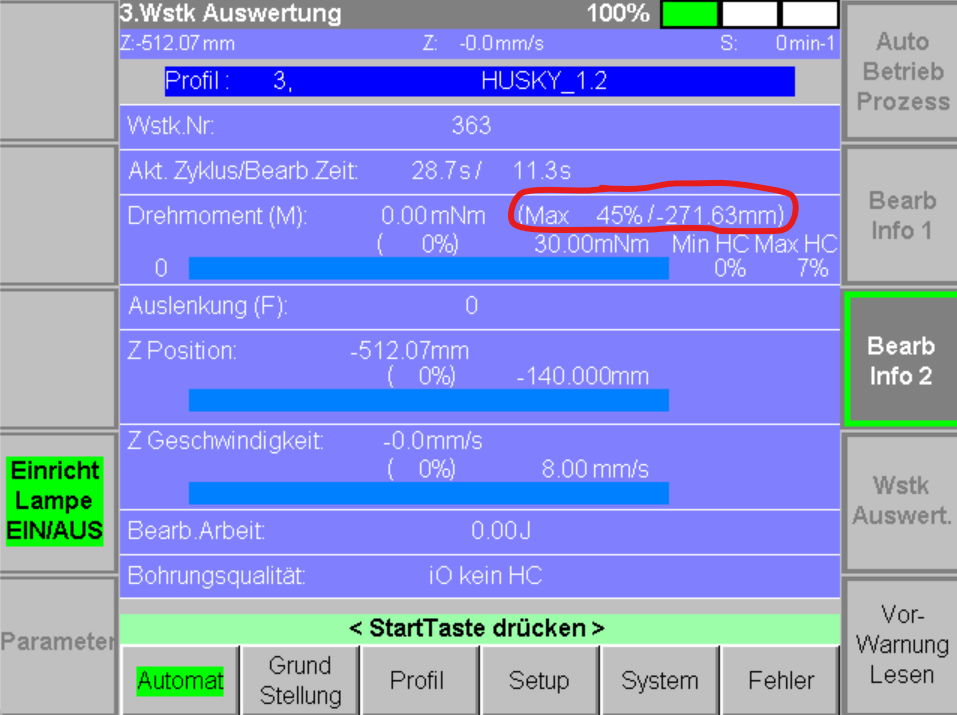 3.Wstk Auswertung 100%
Z:-512.07 mm Z: -0.0mm/s S: 0min-1
Profil : 3, HUSKY_1.2
Wstk.Nr: 363
Akt. Zyklus/Bearb.Zeit: 28.7s / 11.3s
Drehmoment (M): 0.00mNm (Max 45% /-271.63mm)
( 0%) 30.00mNm Min HC Max HC
0 0% 7%
Auslenkung (F): 0
Z Position: -512.07mm
( 0%) -140.000mm
Z Geschwindigkeit: -0.0mm/s
( 0%) 8.00 mm/s
Bearb.Arbeit: 0.00J
Bohrungsqualität: iO kein HC
< StartTaste drücken >
Einricht
Lampe
EIN/AUS
Parameter
Auto
Betrieb
Prozess
Bearb
Info 1
Bearb
Info 2
Wstk
Auswert.
Vor-
Warnung
Lesen
Automat
Grund
Stellung
Profil
Setup
System
Fehler